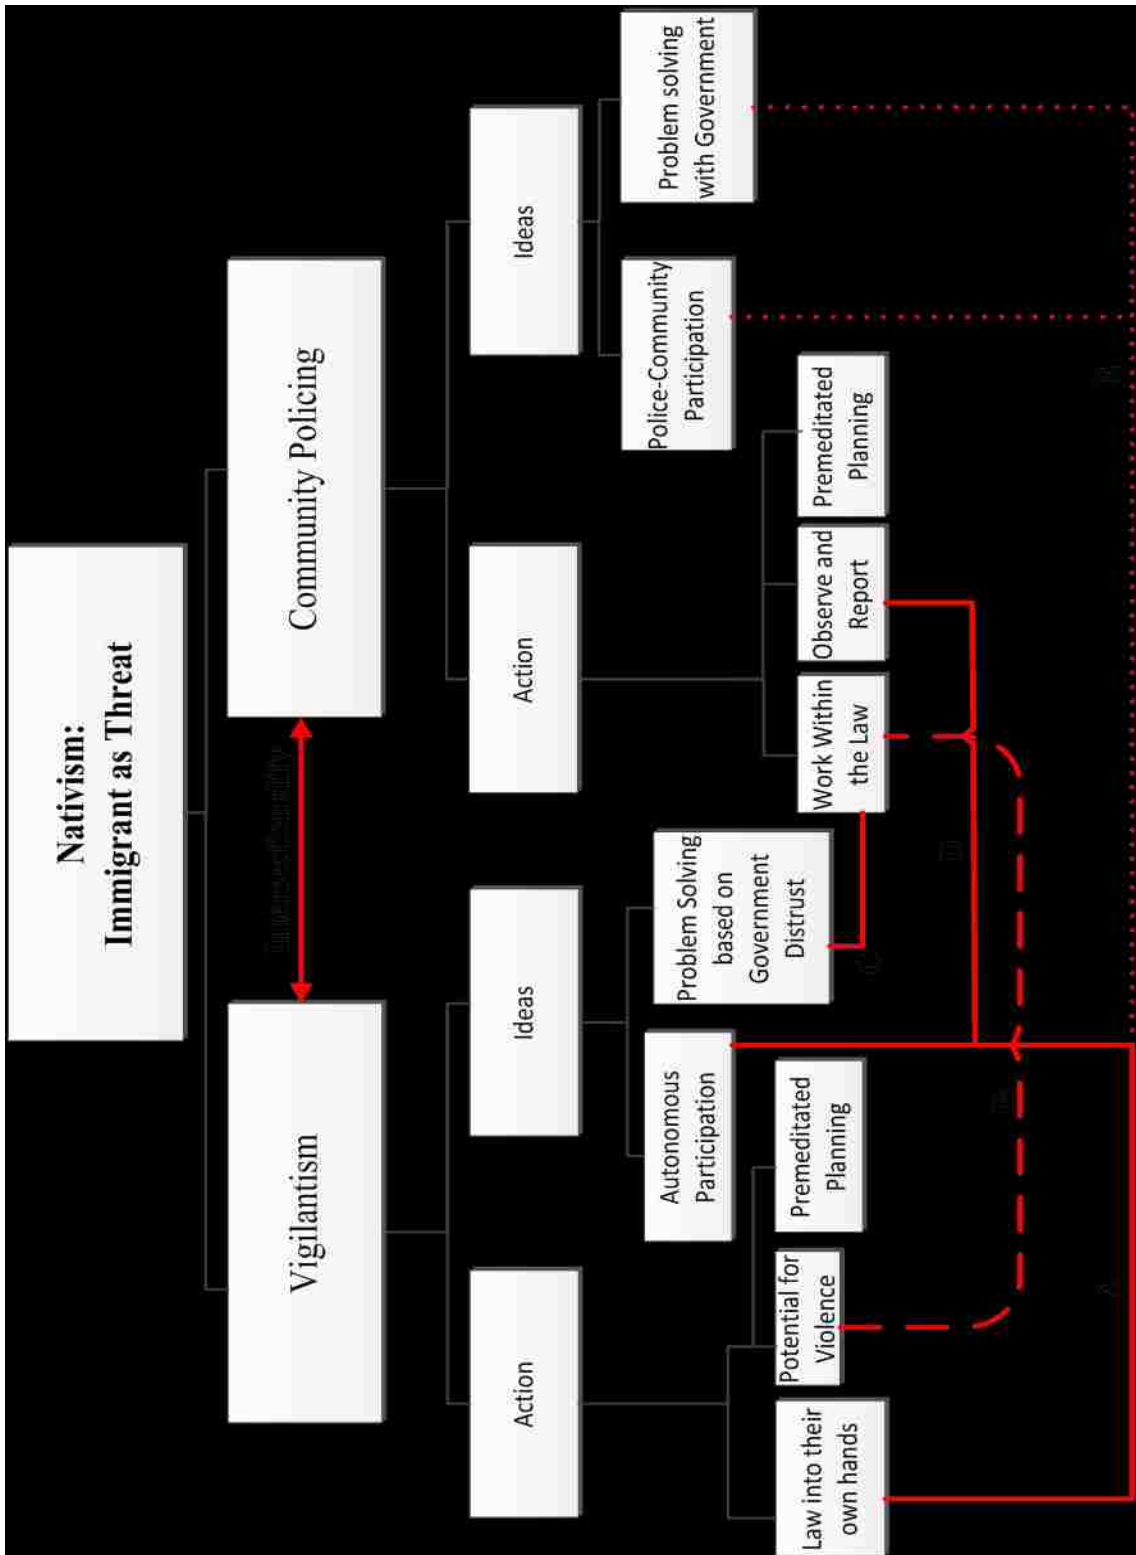 Nativism:
Immigrant as Threat
Vigilantism
Intersectionality
Community Policing
Action
Ideas
Action
Ideas
Law into their
own hands
Potential for
Violence
Premeditated
Planning
Autonomous
Participation
Problem Solving
based on
Government
Distrust
Work Within
the Law
Observe and
Report
Premeditated
Planning
Police-Community
Participation
Problem solving
with Government
A
C
D